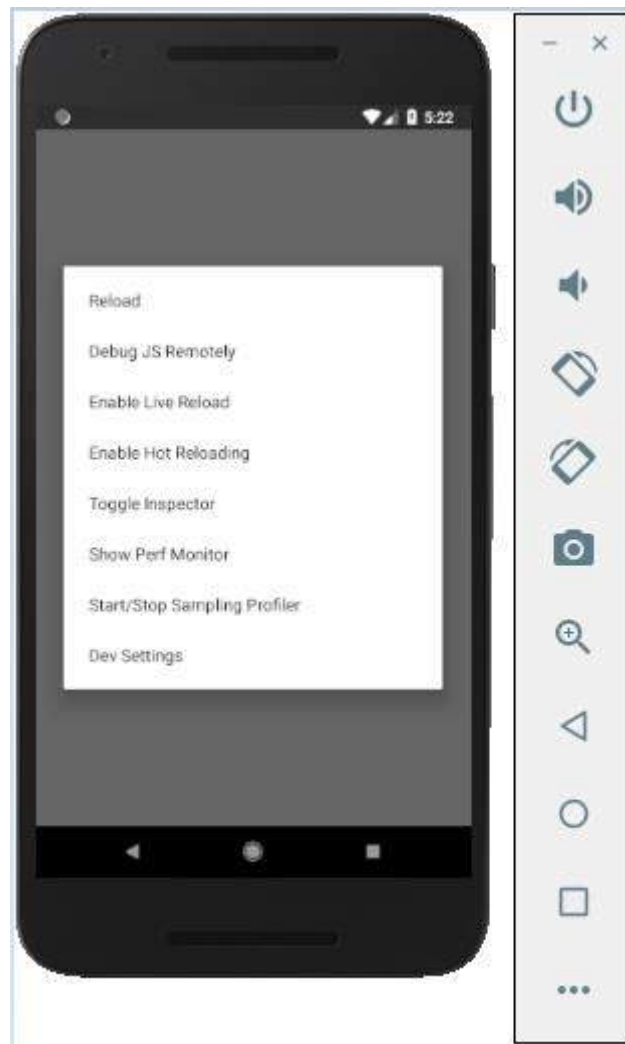 5:22
Reload
Debug JS Remotely
Enable Live Reload
Enable Hot Reloading
Toggle Inspector
Show Perf Monitor
Start/Stop Sampling Profiler
Dev Settings